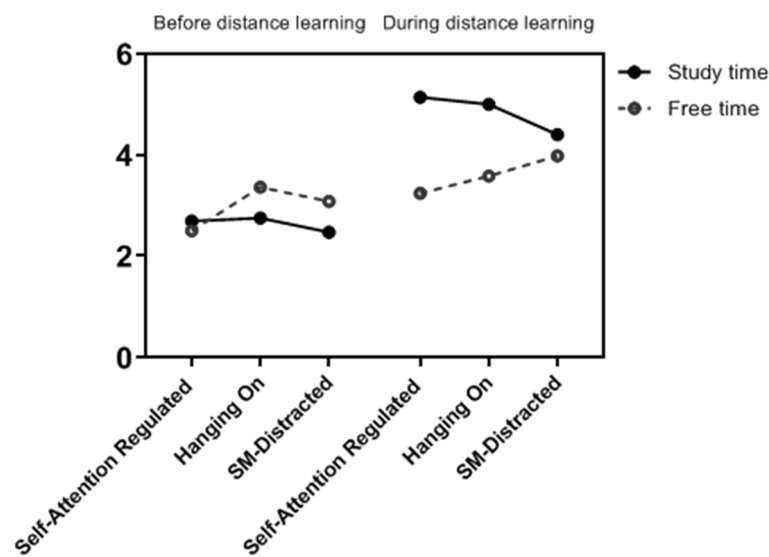 Before distance learning
During distance learning
6
4
2
0
Study time
Free time
Self-Attention Regulated
Hanging On
SM-Distracted
Self-Attention Regulated
Hanging On
SM-Distracted